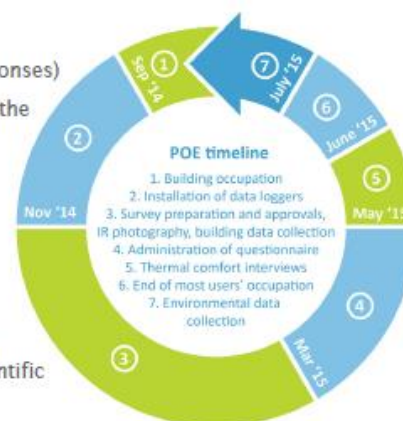 onses)
the
ntific
1
Sep '14
2
Nov '14
3
4
Mar '15
5
May '15
6
June '15
7
July '15
POE timeline
1. Building occupation
2. Installation of data loggers
3. Survey preparation and approvals,
IR photography, building data collection
4. Administration of questionnaire
5. Thermal comfort interviews
6. End of most users' occupation
7. Environmental data
collection